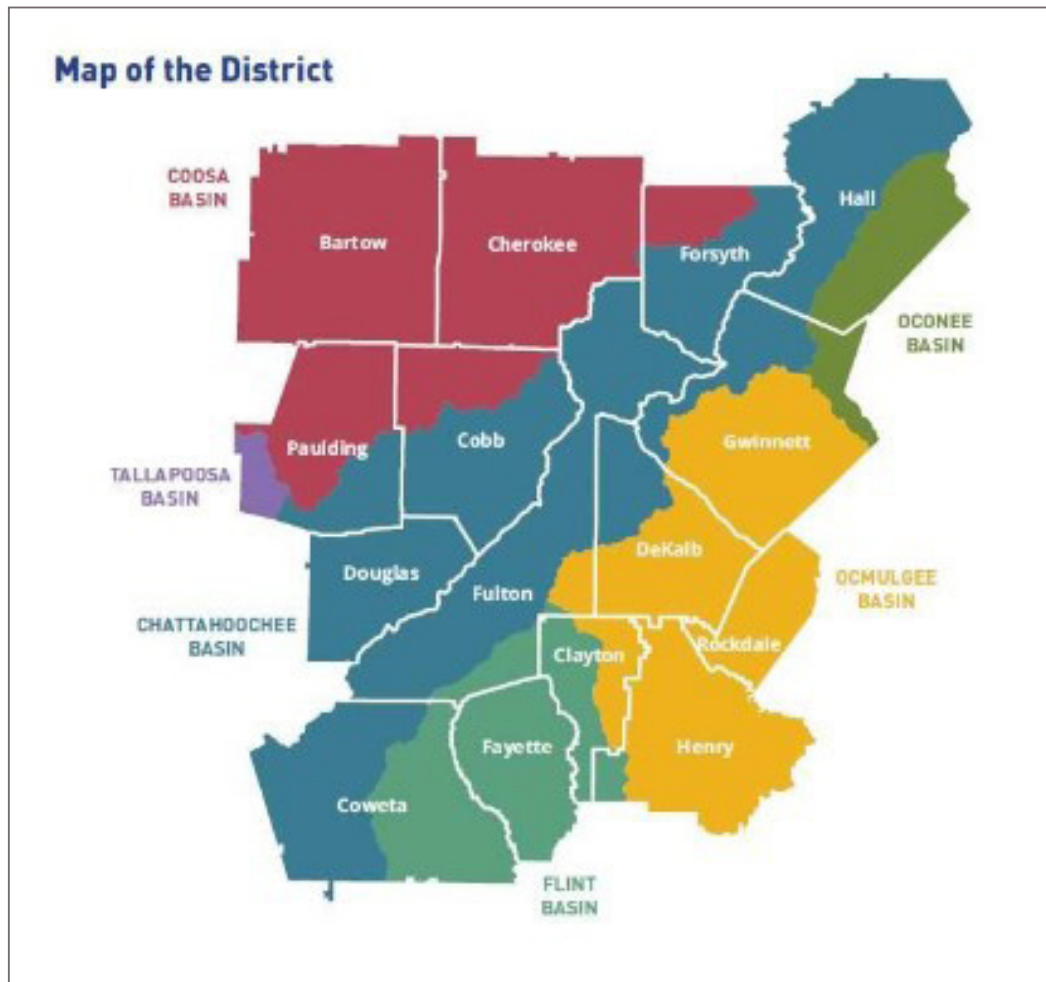 Map of the District
COOSA
BASIN
Hall
Bartow
Cherokee
Forsyth
OCONEE
BASIN
Paulding
Cobb
Gwinnett
TALLAPOOSA
BASIN
DeKalb
Douglas
Fulton
OCMULGEE
BASIN
CHATTAHOOCHEE
BASIN
Clayton
Rockdale
Fayette
Henry
Coweta
FLINT
BASIN